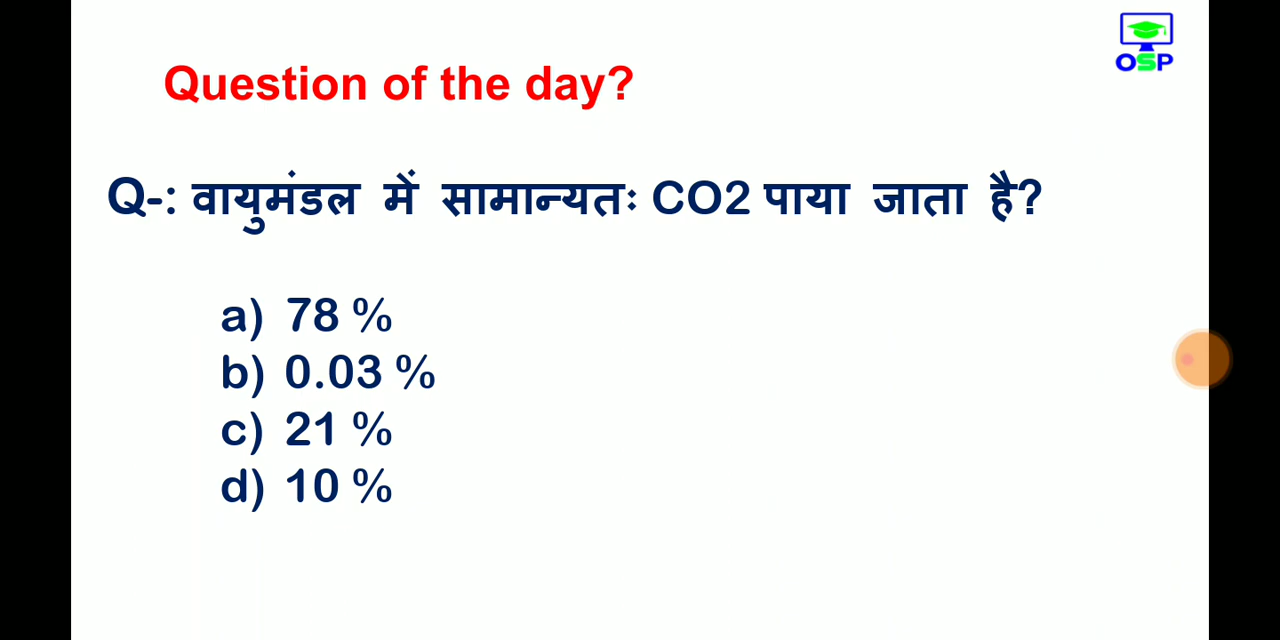 OSP
Question of the day?
Q-: वायुमंडल में सामान्यतः CO2 पाया जाता है?
a) 78 %
b) 0.03 %
c) 21 %
d) 10 %